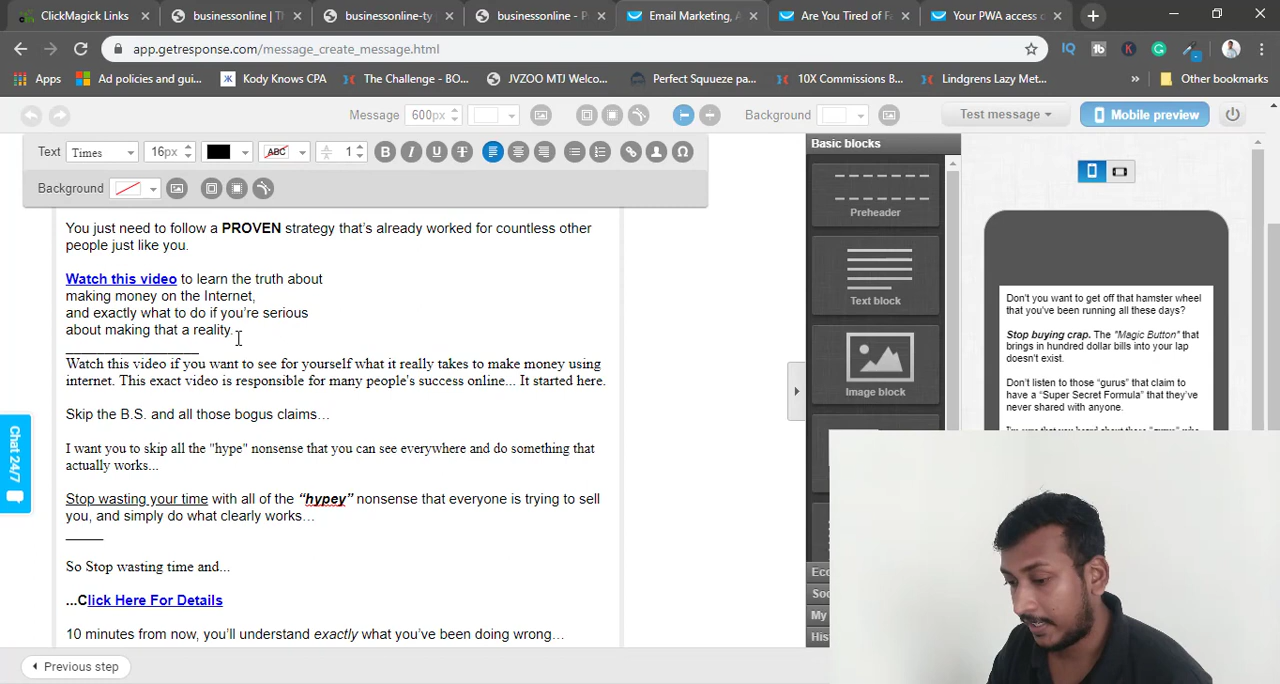 ClickMagick Links
businessonline | Th
businessonline-ty
businessonline - P
Email Marketing, A
Are You Tired of Fa
Your PWA access d
app.getresponse.com/message_create_message.html
Apps
Ad policies and gui...
Kody Knows CPA
The Challenge - BO...
JVZOO MTJ Welco...
Perfect Squueze pa...
10X Commissions B...
Lindgrens Lazy Met...
Other bookmarks
Message 600px
Background
Test message
Mobile preview
Text Times 16px ABC 1
Background
You just need to follow a PROVEN strategy that's already worked for countless other
people just like you.
Watch this video to learn the truth about
making money on the Internet,
and exactly what to do if you're serious
about making that a reality.
Watch this video if you want to see for yourself what it really takes to make money using
internet. This exact video is responsible for many people's success online... It started here.
Skip the B.S. and all those bogus claims…
I want you to skip all the "hype" nonsense that you can see everywhere and do something that
actually works...
Stop wasting your time with all of the “hypey” nonsense that everyone is trying to sell
you, and simply do what clearly works…
So Stop wasting time and...
...Click Here For Details
10 minutes from now, you'll understand exactly what you've been doing wrong…
Previous step
Chat 24/7
Basic blocks
Preheader
Text block
Image block
Ec
Soc
My
His
Don't you want to get off that hamster wheel
that you've been running all these days?
Stop buying crap. The "Magic Button" that
brings in hundred dollar bills into your lap
doesn't exist.
Don't listen to those “gurus” that claim to
have a “Super Secret Formula” that they've
never shared with anyone.